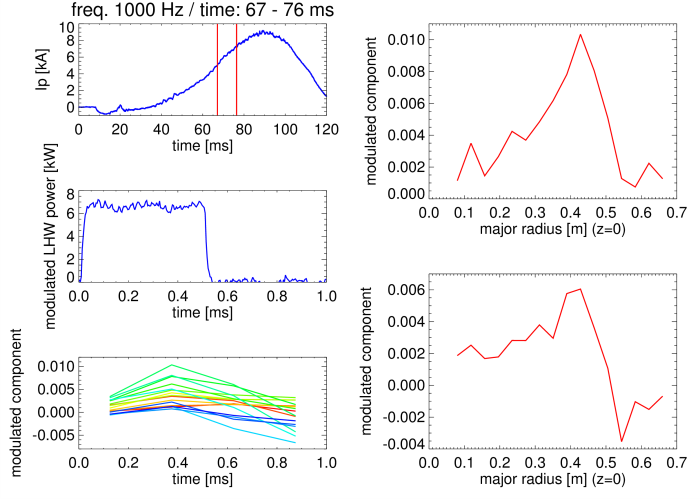 freq. 1000 Hz / time: 67 - 76 ms
Ip [kA]
10
8
6
4
2
0
0 20 40 60 80 100 120
time [ms]
modulated LHW power [kW]
8
6
4
2
0
0.0 0.2 0.4 0.6 0.8 1.0
time [ms]
modulated component
0.010
0.005
0.000
-0.005
0.0 0.2 0.4 0.6 0.8 1.0
time [ms]
modulated component
0.010
0.008
0.006
0.004
0.002
0.000
0.0 0.1 0.2 0.3 0.4 0.5 0.6 0.7
major radius [m] (z=0)
modulated component
0.006
0.004
0.002
0.000
-0.002
-0.004
0.0 0.1 0.2 0.3 0.4 0.5 0.6 0.7
major radius [m] (z=0)